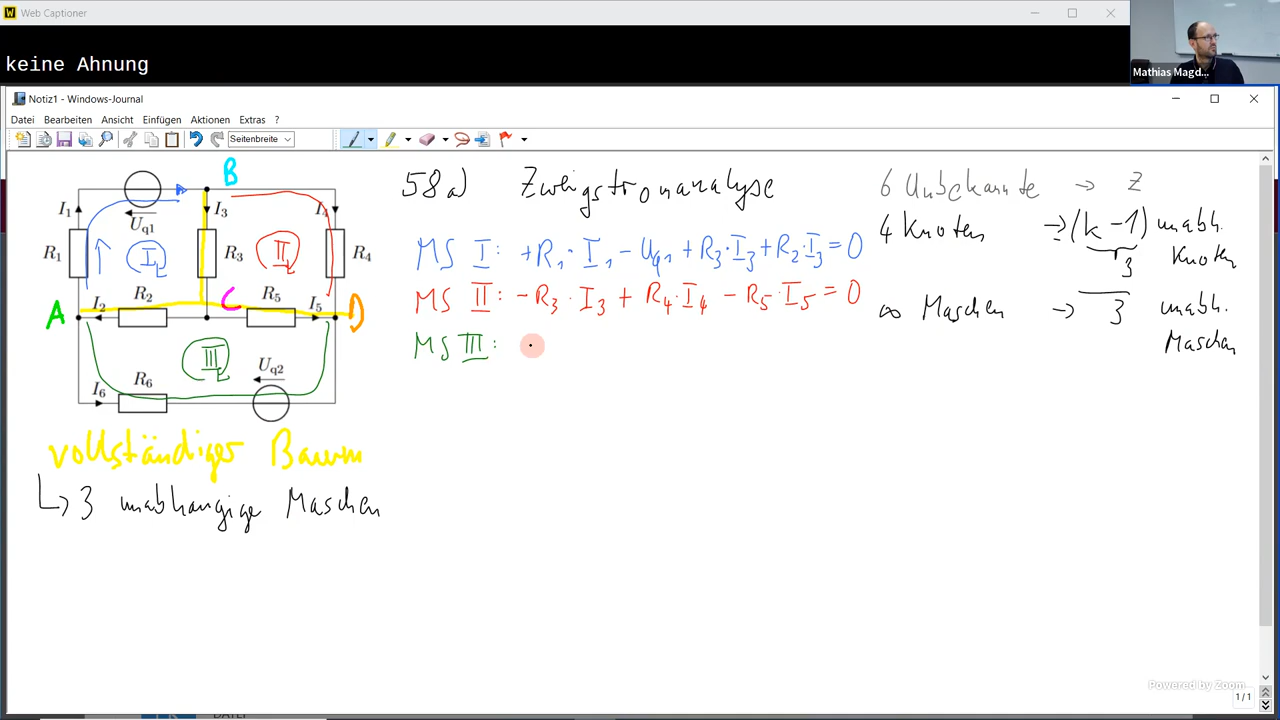 Web Captioner
keine Ahnung
Mathias Magd...
Notiz1 - Windows-Journal
Datei Bearbeiten Ansicht Einfügen Aktionen Extras ?
Seitenbreite
58a) Zweigstromanalyse
6 Unbekannte → Z
4 Knoten → (k - 1) unabh. Knoten
3
∞ Maschen → 3 unabh. Maschen
MS I: +R1 · I1 - Uq1 + R3 · I3 + R2 · I3 = 0
MS II: -R3 · I3 + R4 · I4 - R5 · I5 = 0
MS III: ·
B
I1
Uq1
I3
I4
R1
I
R3
II
R4
A
I2
R2
C
R5
I5
D
III
I6
R6
Uq2
vollständiger Baum
↳ 3 unabhängige Maschen
Powered by Zoom
1/1